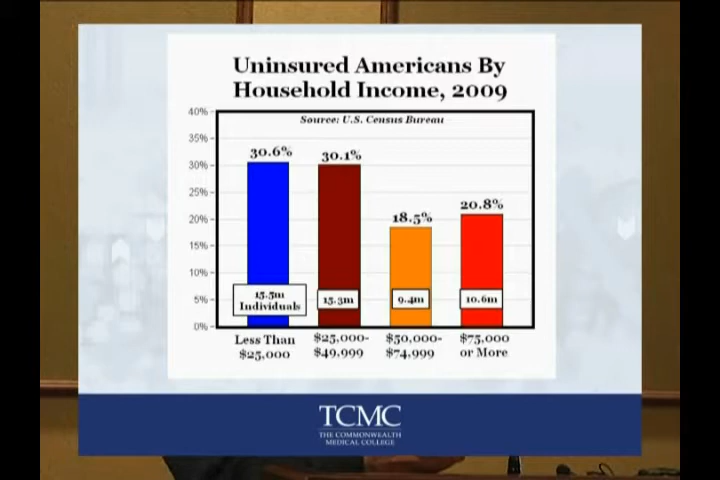 Uninsured Americans By
Household Income, 2009
Source: U.S. Census Bureau
40%
35%
30%
25%
20%
15%
10%
5%
0%
30.6%
30.1%
18.5%
20.8%
15.5m
Individuals
15.3m
9.4m
10.6m
Less Than
$25,000
$25,000-
$49,999
$50,000-
$74,999
$75,000
or More
TCMC
THE COMMONWEALTH
MEDICAL COLLEGE